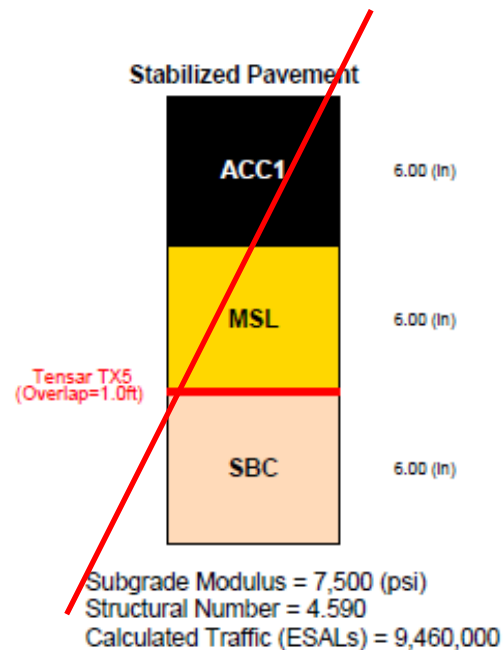 Stabilized Pavement
ACC1
6.00 (in)
MSL
6.00 (in)
Tensar TX5
(Overlap=1.0ft)
SBC
6.00 (in)
Subgrade Modulus = 7,500 (psi)
Structural Number = 4.590
Calculated Traffic (ESALs) = 9,460,000